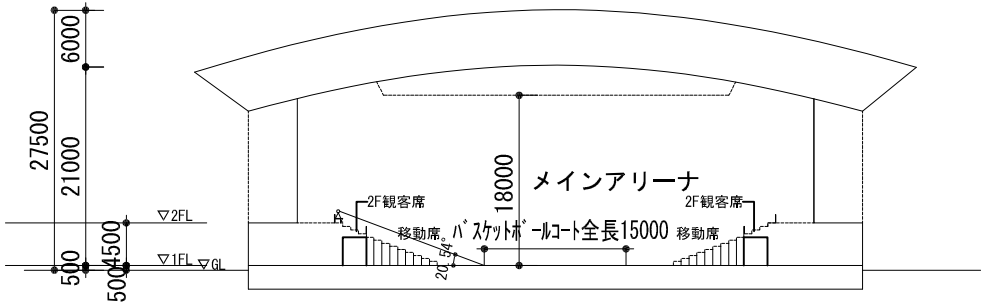 6000
27500
21000
18000
メインアリーナ
2F観客席
2F観客席
▽2FL
移動席
バスケットボールコート全長15000
移動席
4500
20.54°
▽1FL
▽GL
500
500